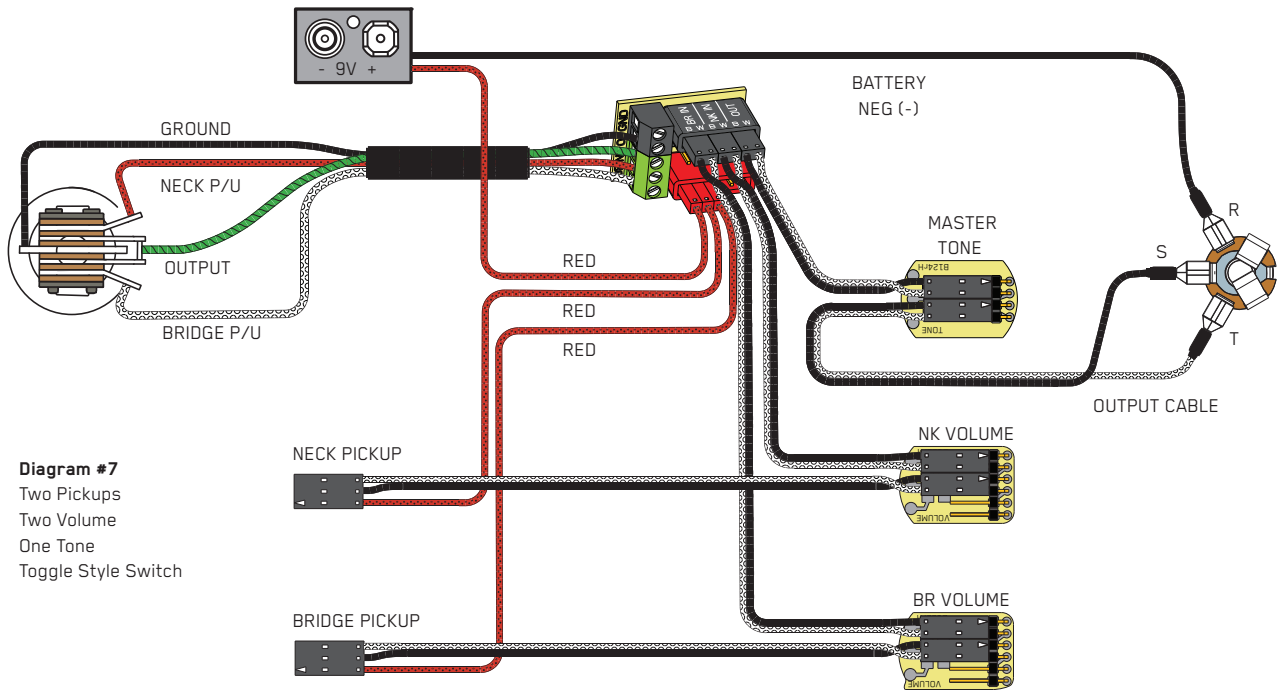 - 9V +
BATTERY
NEG (-)
GROUND
NECK P/U
OUTPUT
BRIDGE P/U
GND
BR IN
NK IN
OUT
B W B W B W
RED
RED
RED
MASTER
TONE
B124rH
TONE
R
S
T
OUTPUT CABLE
NECK PICKUP
NK VOLUME
VOLUME
Diagram #7
Two Pickups
Two Volume
One Tone
Toggle Style Switch
BRIDGE PICKUP
BR VOLUME
VOLUME